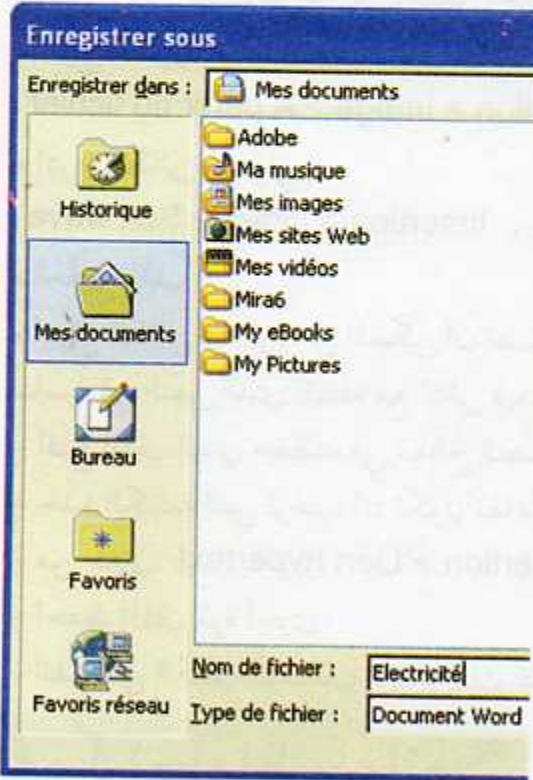 Enregistrer sous
Enregistrer dans :
Mes documents
Historique
Mes documents
Bureau
Favoris
Favoris réseau
Adobe
Ma musique
Mes images
Mes sites Web
Mes vidéos
Mira6
My eBooks
My Pictures
Nom de fichier :
Electricité
Type de fichier :
Document Word